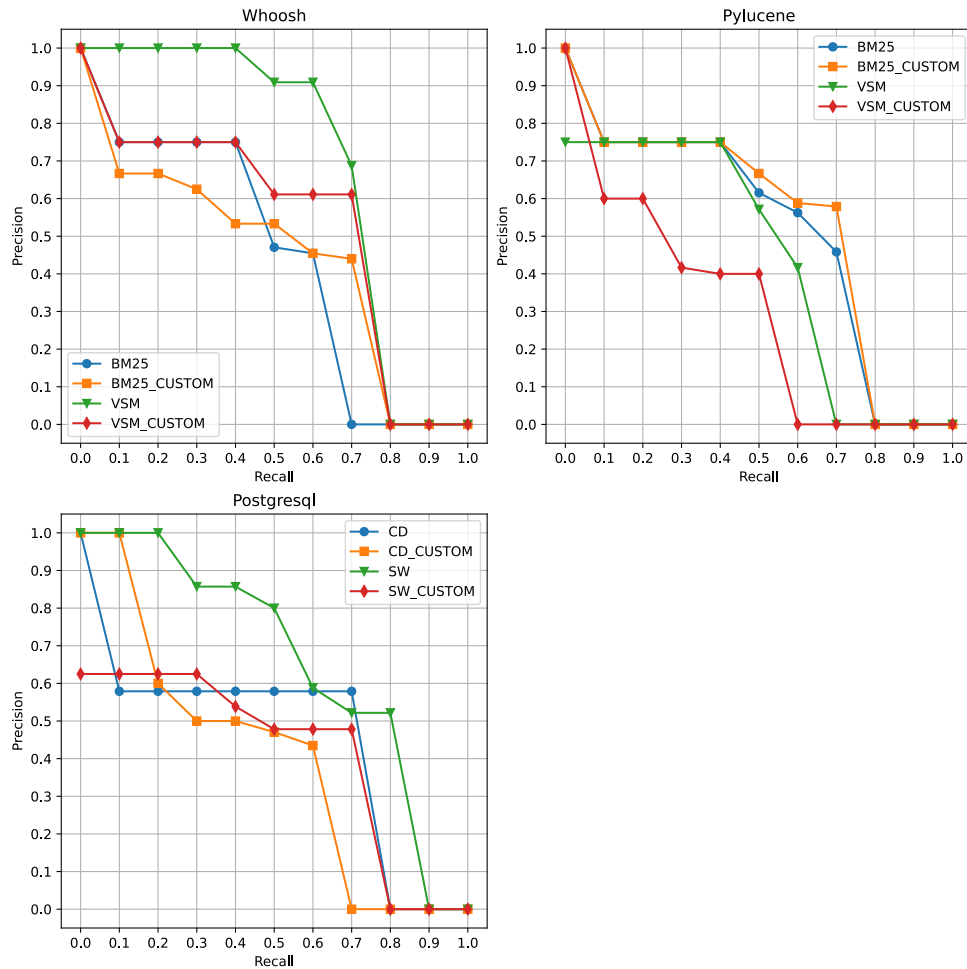 Whoosh
Precision
1.0
0.9
0.8
0.7
0.6
0.5
0.4
0.3
0.2
0.1
0.0
BM25
BM25_CUSTOM
VSM
VSM_CUSTOM
0.0 0.1 0.2 0.3 0.4 0.5 0.6 0.7 0.8 0.9 1.0
Recall
Pylucene
Precision
1.0
0.9
0.8
0.7
0.6
0.5
0.4
0.3
0.2
0.1
0.0
BM25
BM25_CUSTOM
VSM
VSM_CUSTOM
0.0 0.1 0.2 0.3 0.4 0.5 0.6 0.7 0.8 0.9 1.0
Recall
Postgresql
Precision
1.0
0.9
0.8
0.7
0.6
0.5
0.4
0.3
0.2
0.1
0.0
CD
CD_CUSTOM
SW
SW_CUSTOM
0.0 0.1 0.2 0.3 0.4 0.5 0.6 0.7 0.8 0.9 1.0
Recall